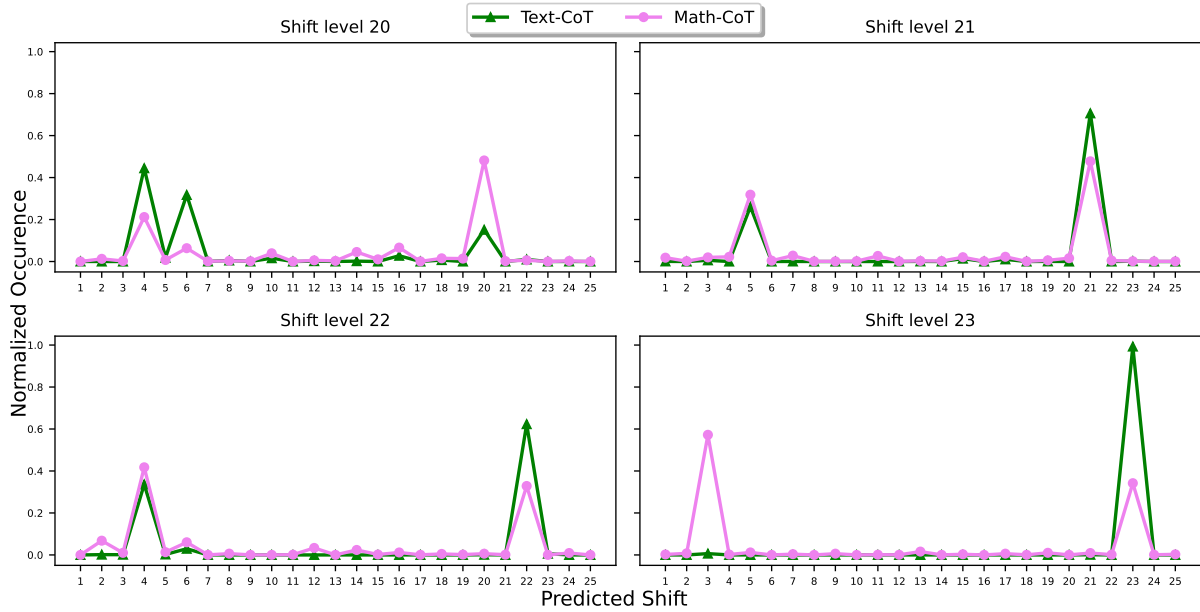 Text-CoT Math-CoT
Shift level 20
Shift level 21
1.0
0.8
0.6
0.4
0.2
0.0
1 2 3 4 5 6 7 8 9 10 11 12 13 14 15 16 17 18 19 20 21 22 23 24 25
1 2 3 4 5 6 7 8 9 10 11 12 13 14 15 16 17 18 19 20 21 22 23 24 25
Normalized Occurence
Shift level 22
Shift level 23
1.0
0.8
0.6
0.4
0.2
0.0
1 2 3 4 5 6 7 8 9 10 11 12 13 14 15 16 17 18 19 20 21 22 23 24 25
1 2 3 4 5 6 7 8 9 10 11 12 13 14 15 16 17 18 19 20 21 22 23 24 25
Predicted Shift